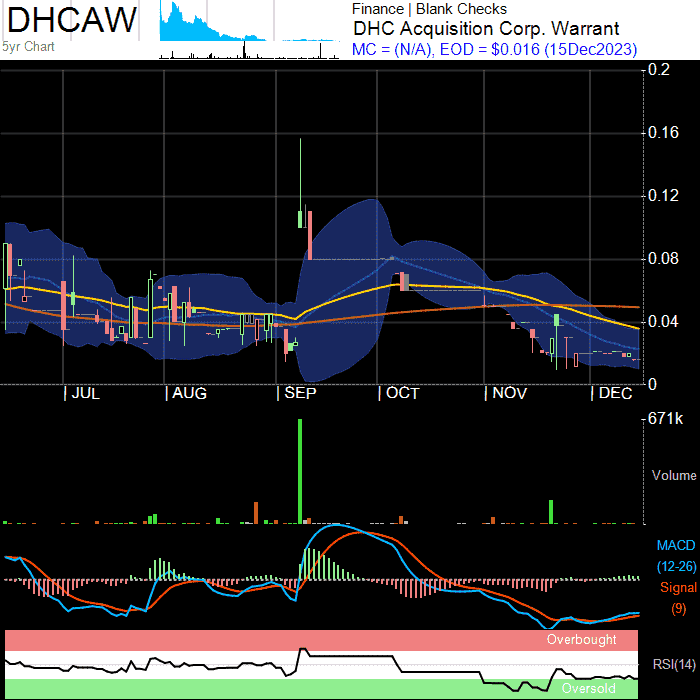 DHCAW
5yr Chart
Finance | Blank Checks
DHC Acquisition Corp. Warrant
MC = (N/A), EOD = $0.016 (15Dec2023)
0.2
0.16
0.12
0.08
0.04
0
| JUL
| AUG
| SEP
| OCT
| NOV
| DEC
671k
Volume
MACD
(12-26)
Signal
(9)
Overbought
RSI(14)
Oversold